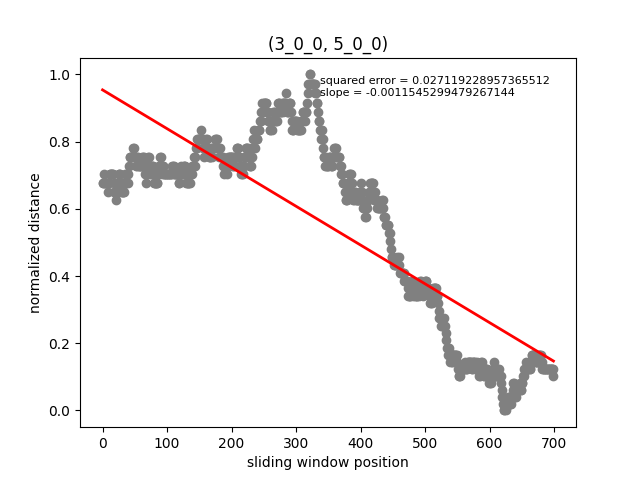 (3_0_0, 5_0_0)
squared error = 0.027119228957365512
slope = -0.0011545299479267144
1.0
0.8
0.6
0.4
0.2
0.0
normalized distance
0 100 200 300 400 500 600 700
sliding window position